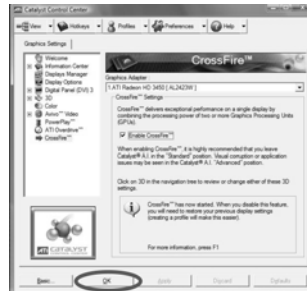 Catalyst Control Center
View
Hotkeys
Profiles
Preferences
Help
Graphics Settings
Welcome
Information Center
Displays Manager
Display Options
Digital Panel (DVI) 3
3D
Color
Avivo™ Video
PowerPlay™
ATI Overdrive™
CrossFire™
CATALYST
CrossFire™
Graphics Adapter
1.ATI Radeon HD 3450 [ AL2423W ]
CrossFire™ Settings
CrossFire™ delivers exceptional performance on a single display by
combining the processing power of two or more Graphics Processing Units
(GPUs).
Enable CrossFire™
When enabling CrossFire™, it is highly recommended that you leave
Catalyst® A.I. in the "Standard" position. Visual corruption or application
issues may be seen in the Catalyst® A.I. "Advanced" position.
Click on 3D in the navigation tree to review or change either of these 3D
settings.
CrossFire™ has now started. When you disable this feature,
you will need to restore your previous display settings
(creating a profile will make this easier).
For more information, press F1
Basic...
OK
Apply
Discard
Defaults